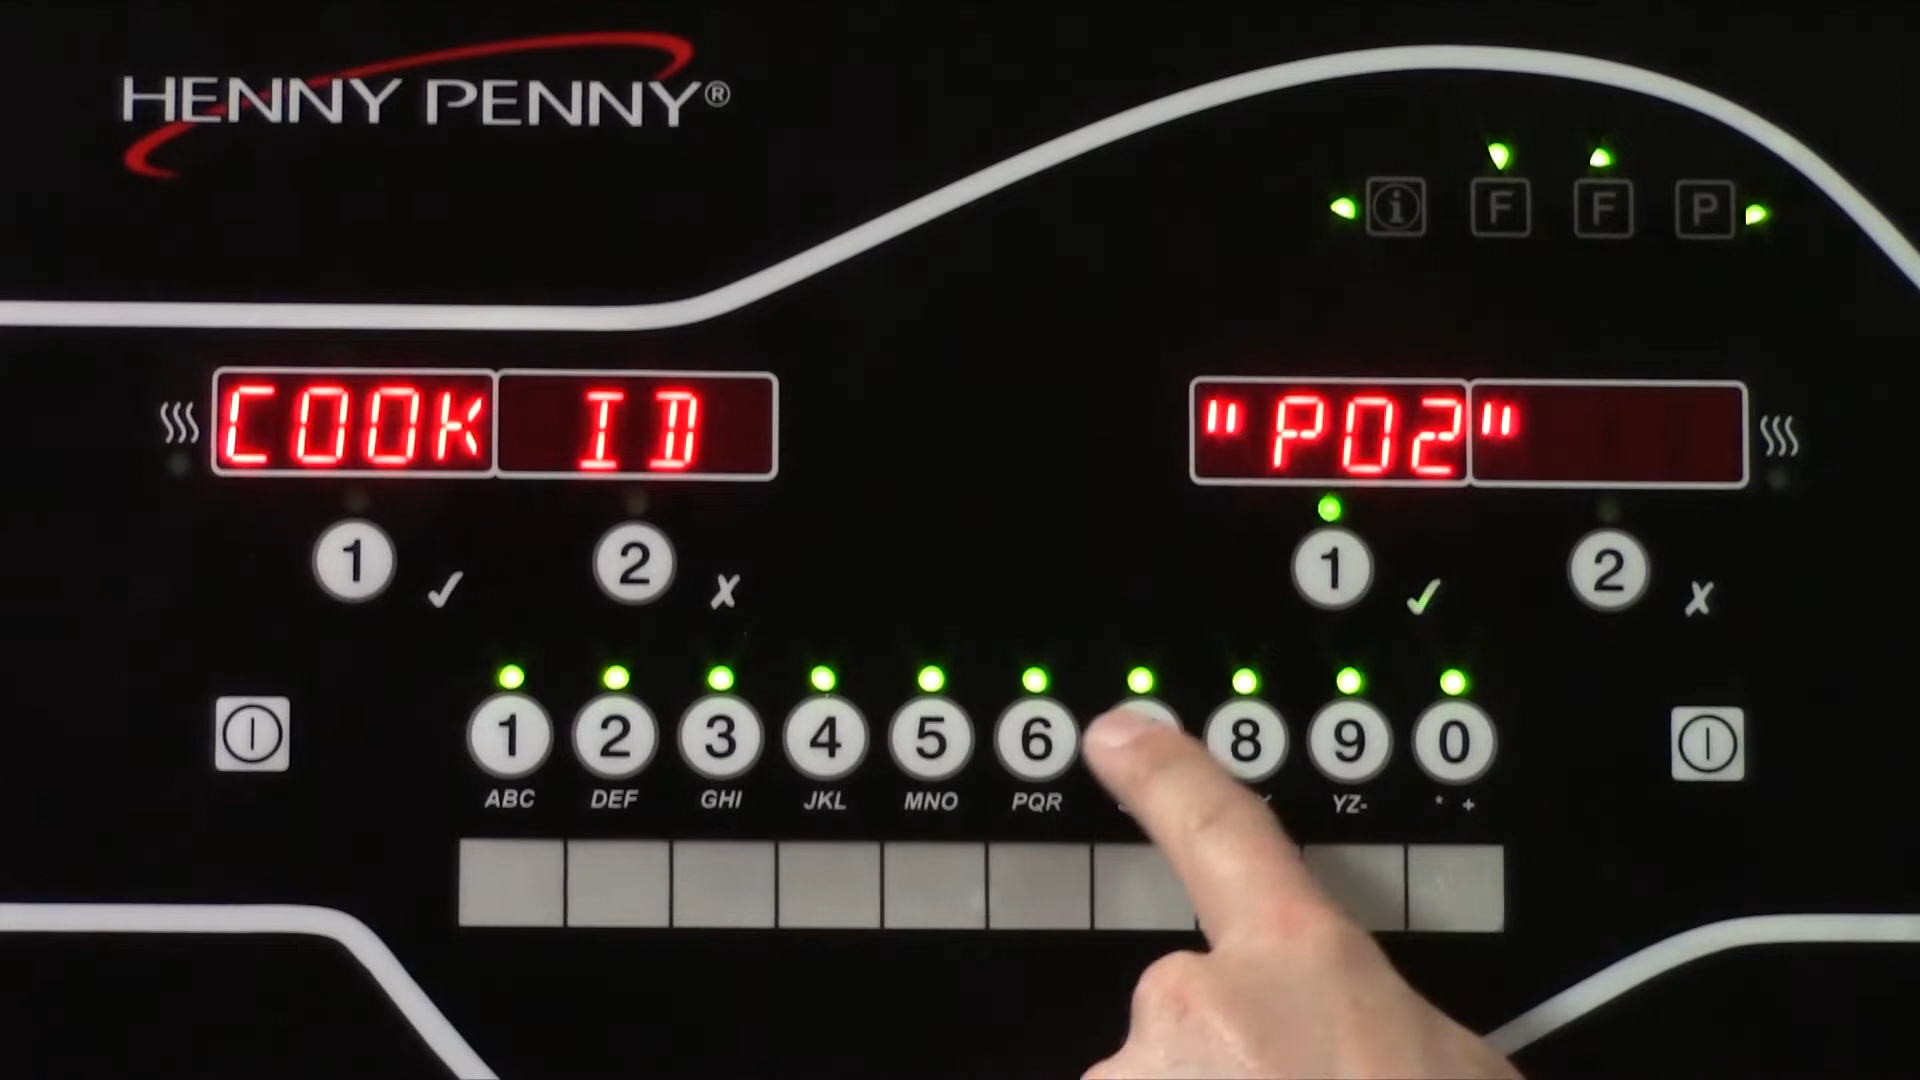 HENNY PENNY®
i F F P
COOK ID
"P02"
1 ✓ 2 X
1 ✓ 2 X
1 2 3 4 5 6 8 9 0
ABC DEF GHI JKL MNO PQR YZ- * +